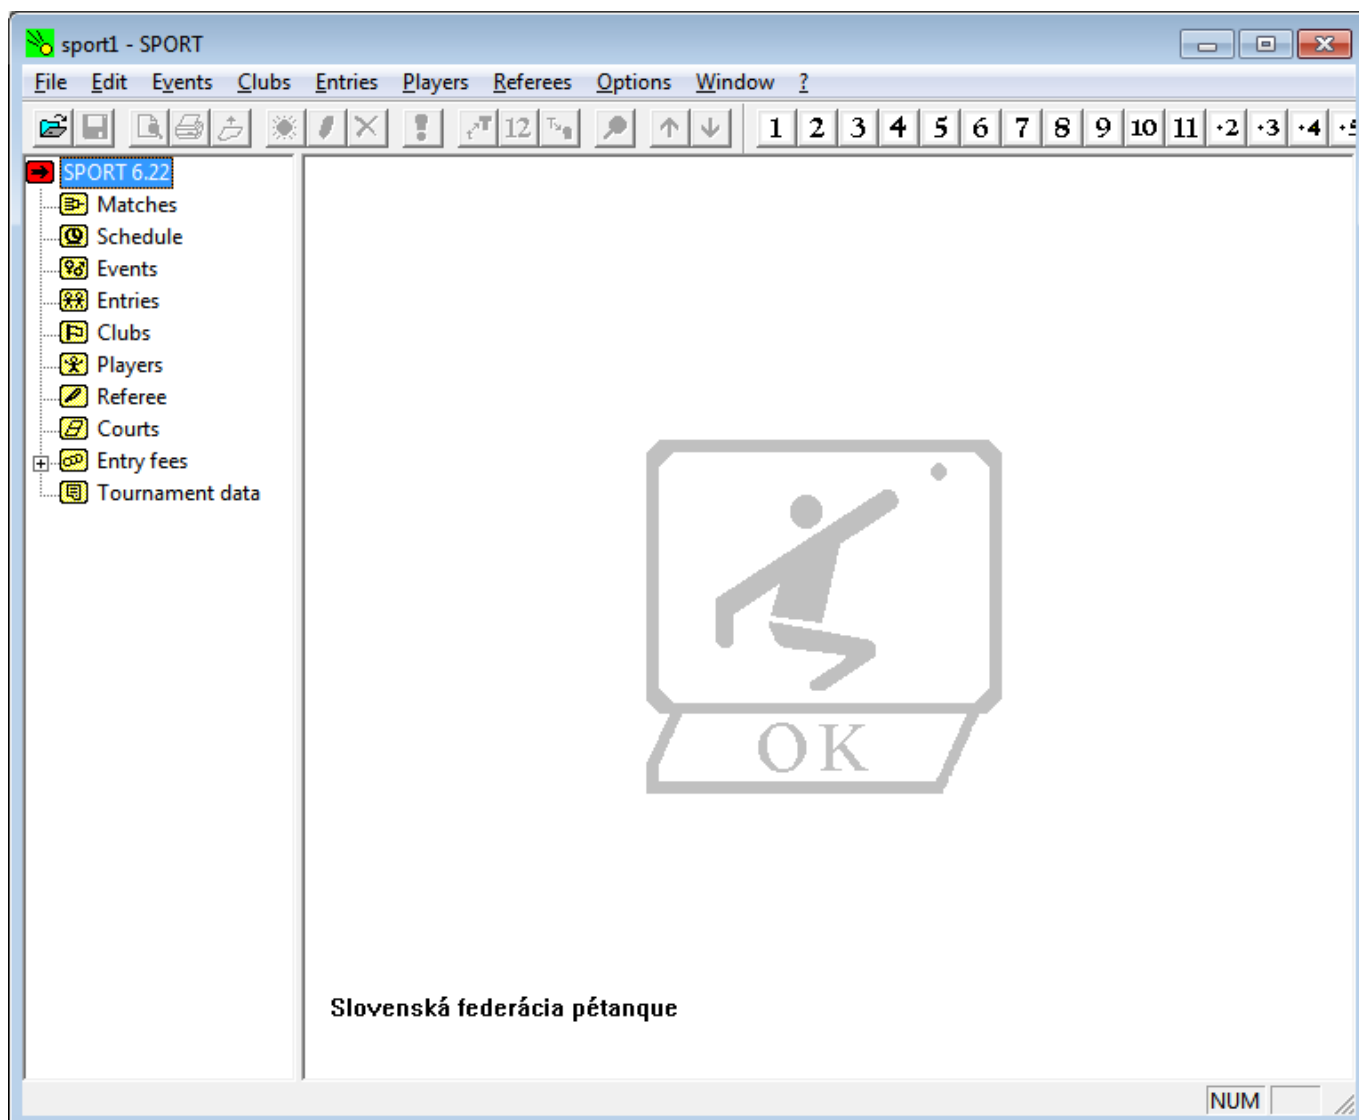 sport1 - SPORT
File Edit Events Clubs Entries Players Referees Options Window ?
12 1 2 3 4 5 6 7 8 9 10 11 •2 •3 •4
SPORT 6.22
Matches
Schedule
Events
Entries
Clubs
Players
Referee
Courts
Entry fees
Tournament data
OK
Slovenská federácia pétanque
NUM